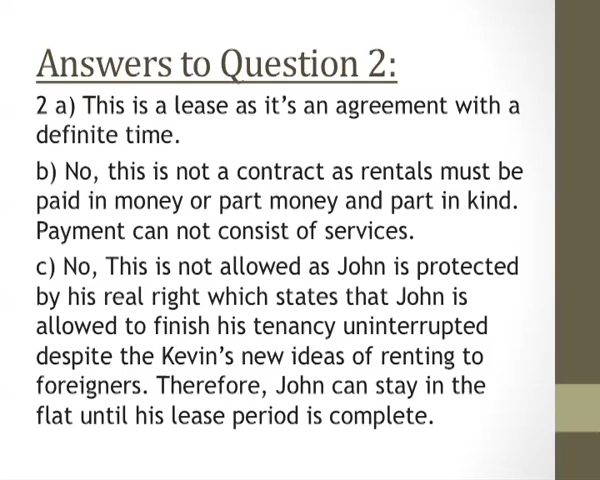 Answers to Question 2:
2 a) This is a lease as it’s an agreement with a
definite time.
b) No, this is not a contract as rentals must be
paid in money or part money and part in kind.
Payment can not consist of services.
c) No, This is not allowed as John is protected
by his real right which states that John is
allowed to finish his tenancy uninterrupted
despite the Kevin’s new ideas of renting to
foreigners. Therefore, John can stay in the
flat until his lease period is complete.